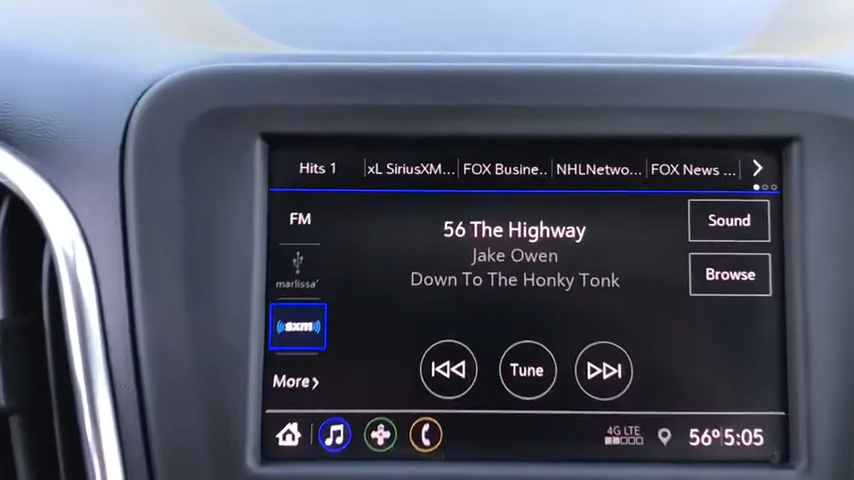 Hits 1 xL SiriusXM... FOX Busine.. NHLNetwo... FOX News ...
FM
56 The Highway
Sound
Jake Owen
marlissa'
Down To The Honky Tonk
Browse
sxm
Tune
More
4G LTE
56° 5:05